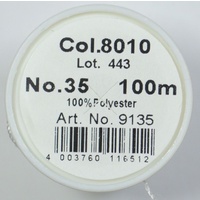 Col.8010
Lot. 443
No.35 100m
100%Polyester
Art. No. 9135
4 003760 116512